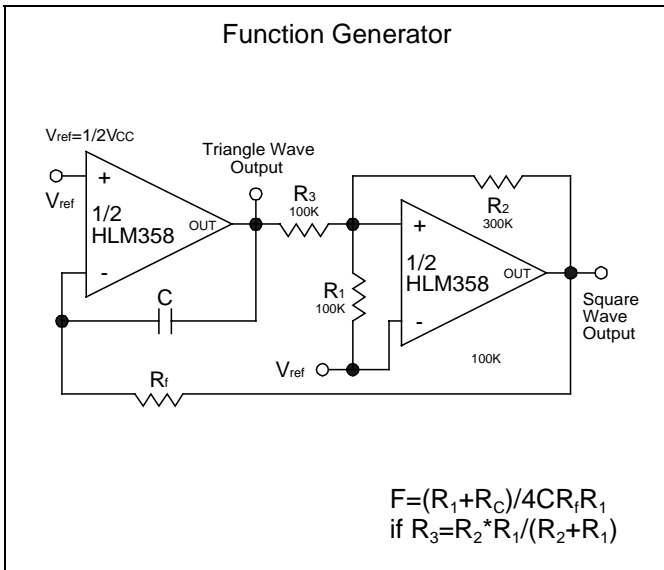 Function Generator
Vref=1/2VCC
Triangle Wave
Output
+
Vref
1/2
HLM358
OUT
-
R3
100K
R2
300K
+
1/2
HLM358
OUT
-
R1
100K
Square
Wave
Output
C
100K
Vref
Rf
F=(R1+RC)/4CRfR1
if R3=R2*R1/(R2+R1)